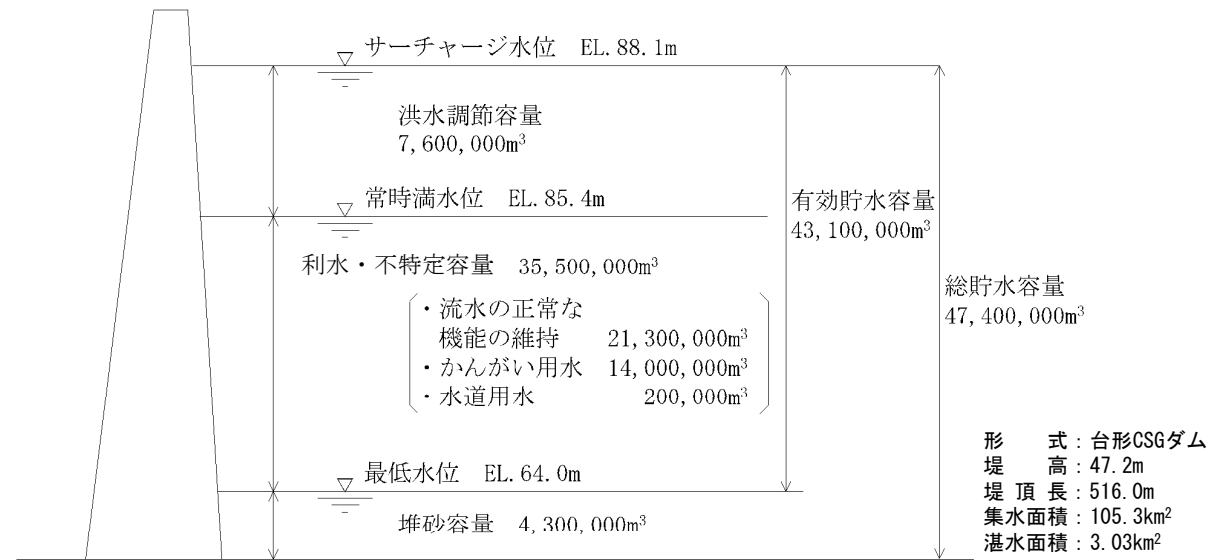 サーチャージ水位 EL.88.1m
洪水調節容量
7,600,000m³
常時満水位 EL.85.4m
有効貯水容量
43,100,000m³
利水・不特定容量 35,500,000m³
総貯水容量
47,400,000m³
・流水の正常な
機能の維持 21,300,000m³
・かんがい用水 14,000,000m³
・水道用水 200,000m³
最低水位 EL.64.0m
堆砂容量 4,300,000m³
形 式：台形CSGダム
堤 高：47.2m
堤 頂 長：516.0m
集水面積：105.3km²
湛水面積：3.03km²